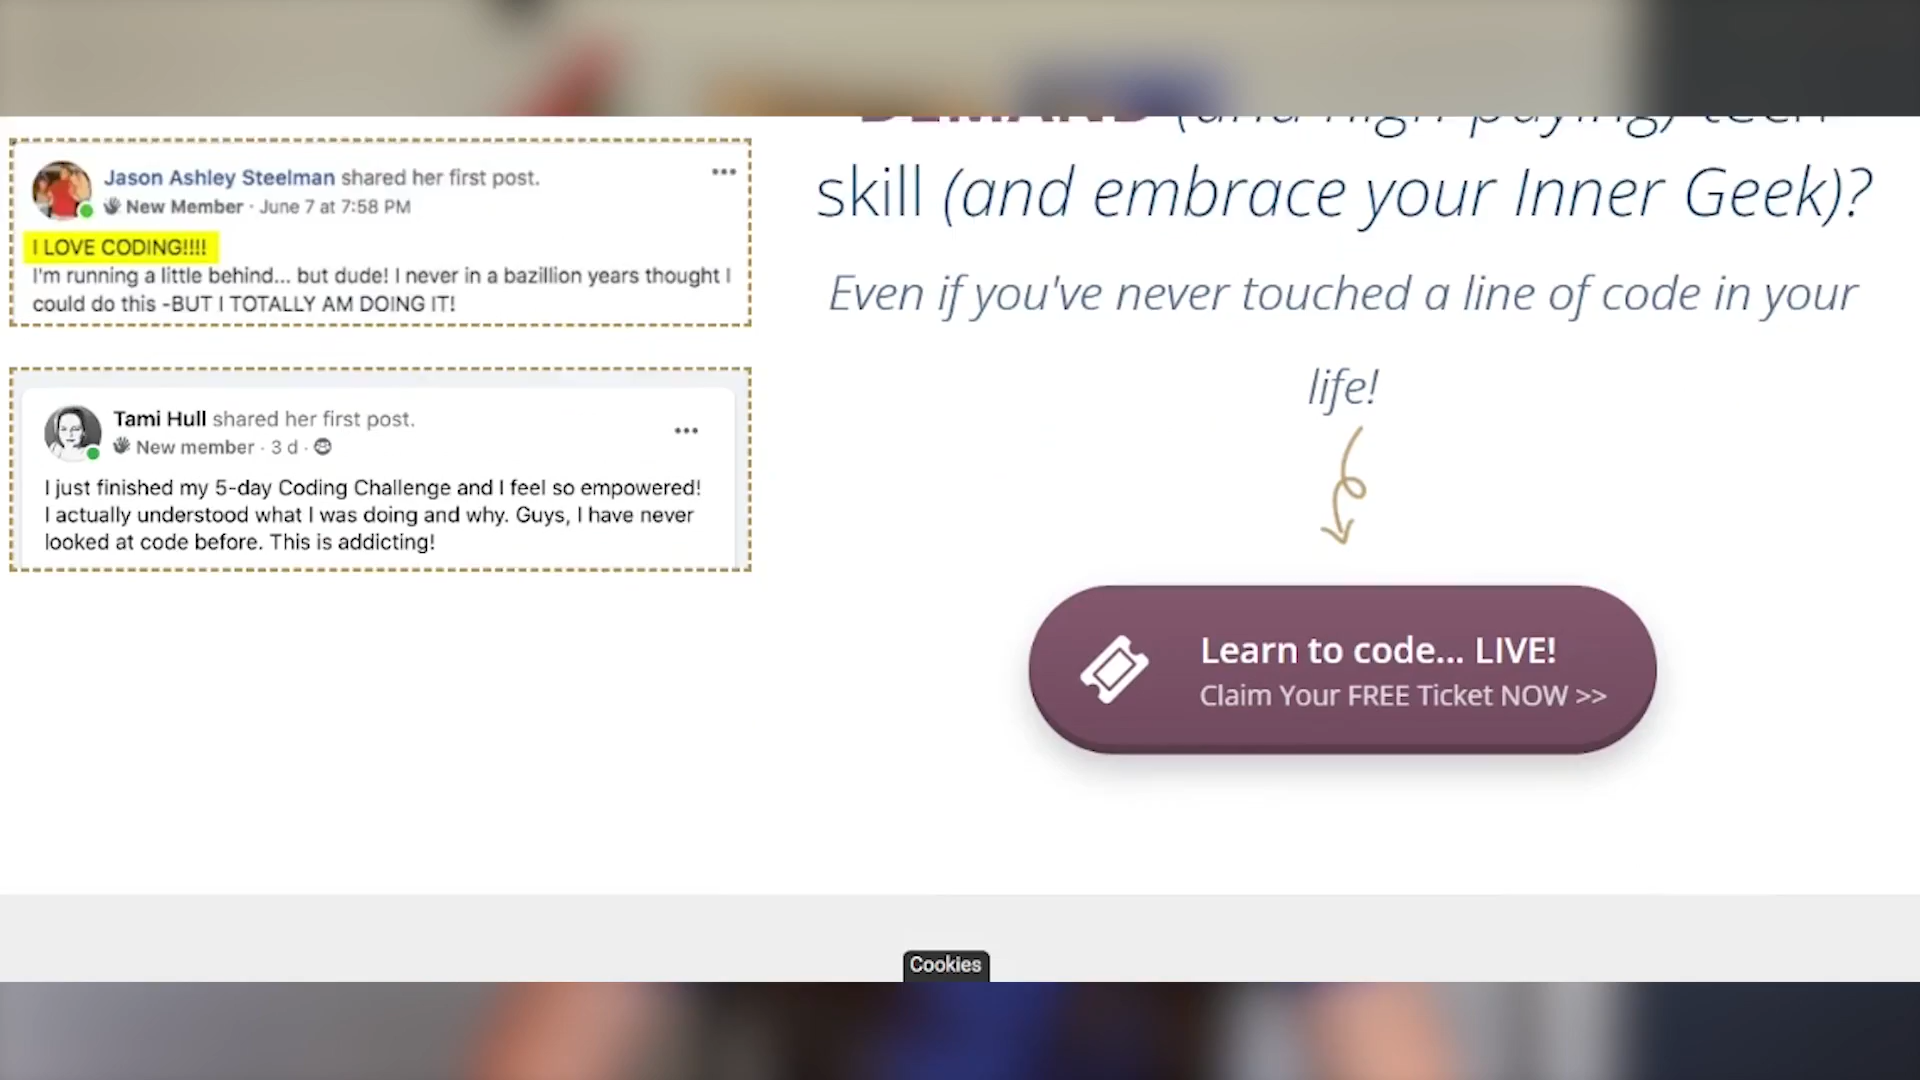 Jason Ashley Steelman shared her first post.
New Member · June 7 at 7:58 PM
I LOVE CODING!!!!
I'm running a little behind... but dude! I never in a bazillion years thought I
could do this -BUT I TOTALLY AM DOING IT!
Tami Hull shared her first post.
New member · 3 d ·
I just finished my 5-day Coding Challenge and I feel so empowered!
I actually understood what I was doing and why. Guys, I have never
looked at code before. This is addicting!
DEMAND (and high-paying) tech
skill (and embrace your Inner Geek)?
Even if you've never touched a line of code in your
life!
Learn to code... LIVE!
Claim Your FREE Ticket NOW >>
Cookies